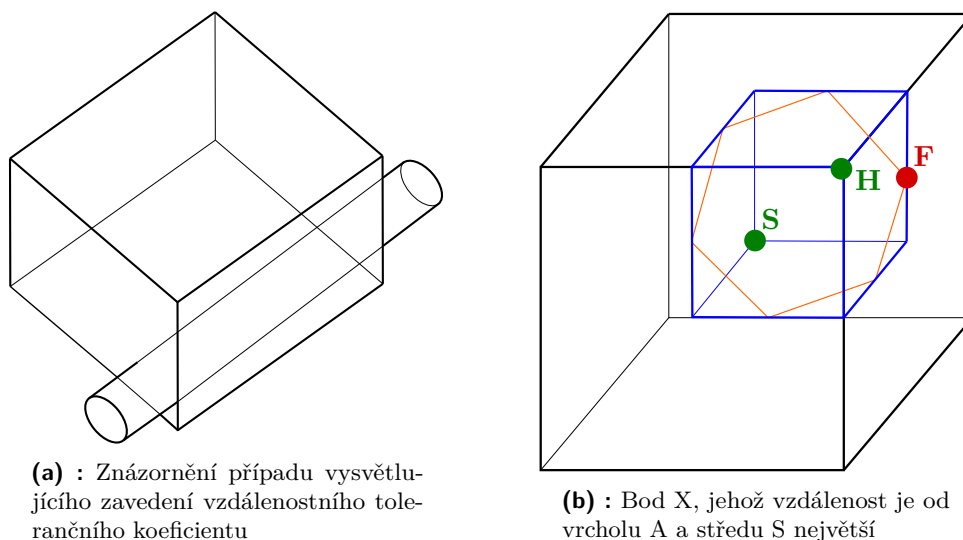 F
H
S
(a) : Znázornění případu vysvětlu-
jícího zavedení vzdálenostního tole-
rančního koeficientu
(b) : Bod X, jehož vzdálenost je od
vrcholu A a středu S největší